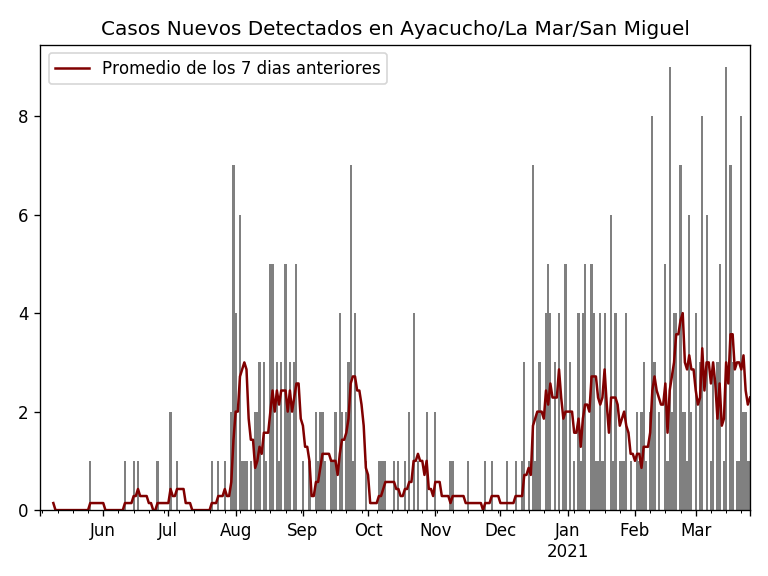 Casos Nuevos Detectados en Ayacucho/La Mar/San Miguel
Promedio de los 7 dias anteriores
8
6
4
2
0
Jun Jul Aug Sep Oct Nov Dec Jan Feb Mar
2021